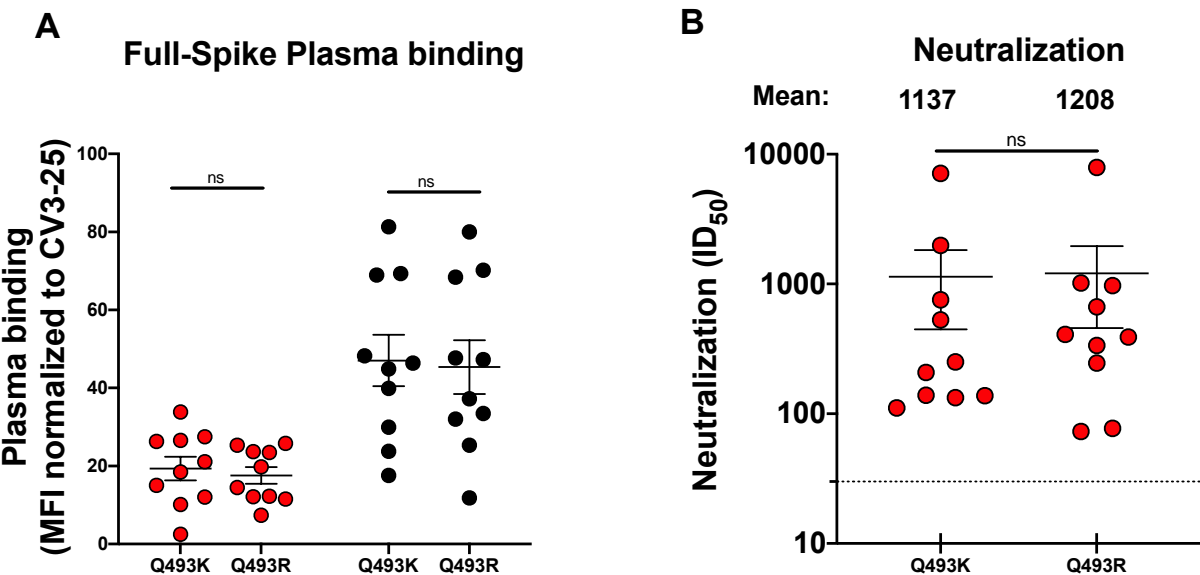 A
Full-Spike Plasma binding
Plasma binding
(MFI normalized to CV3-25)
100
80
60
40
20
0
ns
ns
Q493K
Q493R
Q493K
Q493R
B
Neutralization
Mean:
1137
1208
ns
Neutralization (ID50)
10000
1000
100
10
Q493K
Q493R